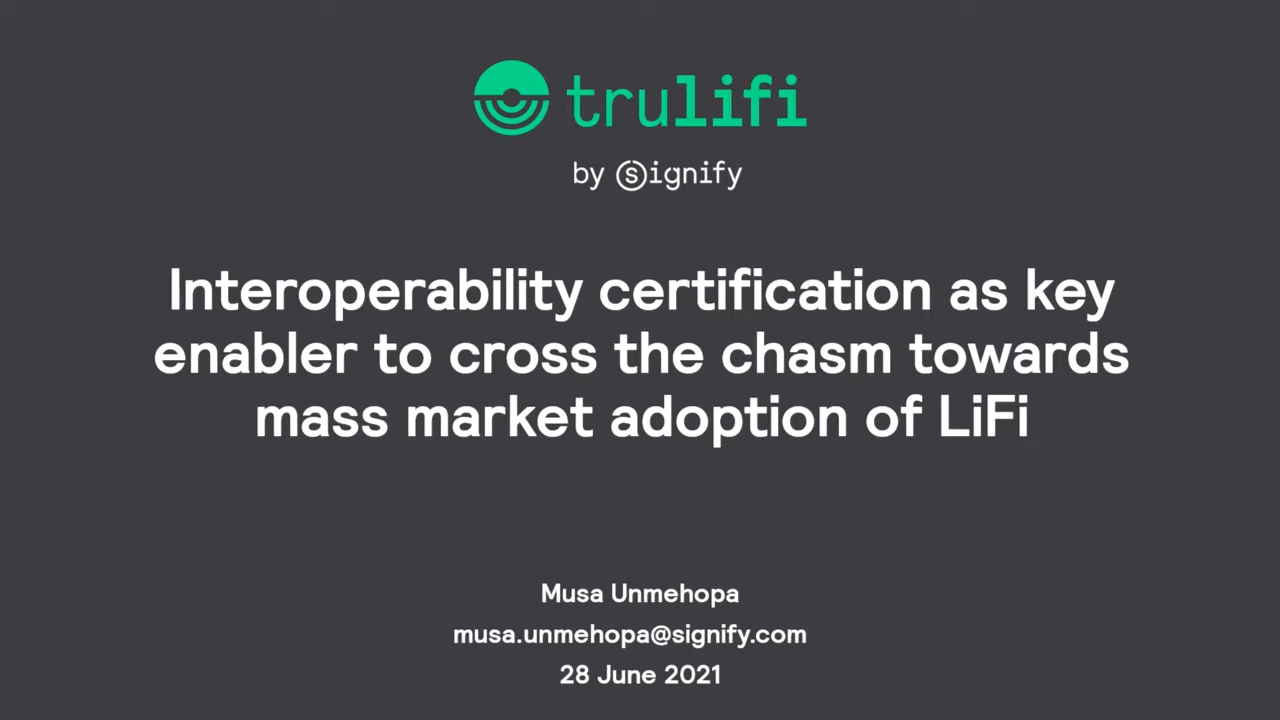 trulifi
by signify
Interoperability certification as key
enabler to cross the chasm towards
mass market adoption of LiFi
Musa Unmehopa
musa.unmehopa@signify.com
28 June 2021